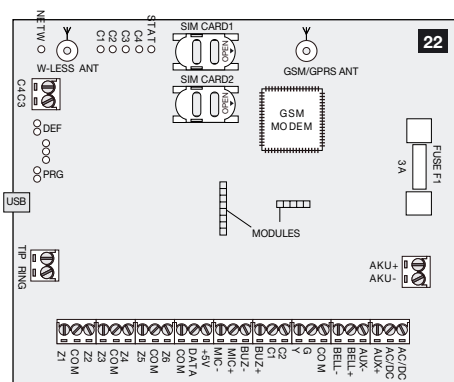 NETW
C1
C2
C3
C4
STAT
SIM CARD1
22
W-LESS ANT
GSM/GPRS ANT
SIM CARD2
OPEN
OPEN
C4
C3
GSM
MODEM
DEF
FUSE F1
3A
PRG
USB
MODULES
TIP
RING
AKU+
AKU-
Z1
COM
Z2
Z3
COM
Z4
Z5
COM
Z6
COM
DATA
+5V
MIC-
MIC+
BUZ-
BUZ+
C1
C2
Y
G
COM
BELL-
BELL+
AUX-
AUX+
AC/DC
AC/DC